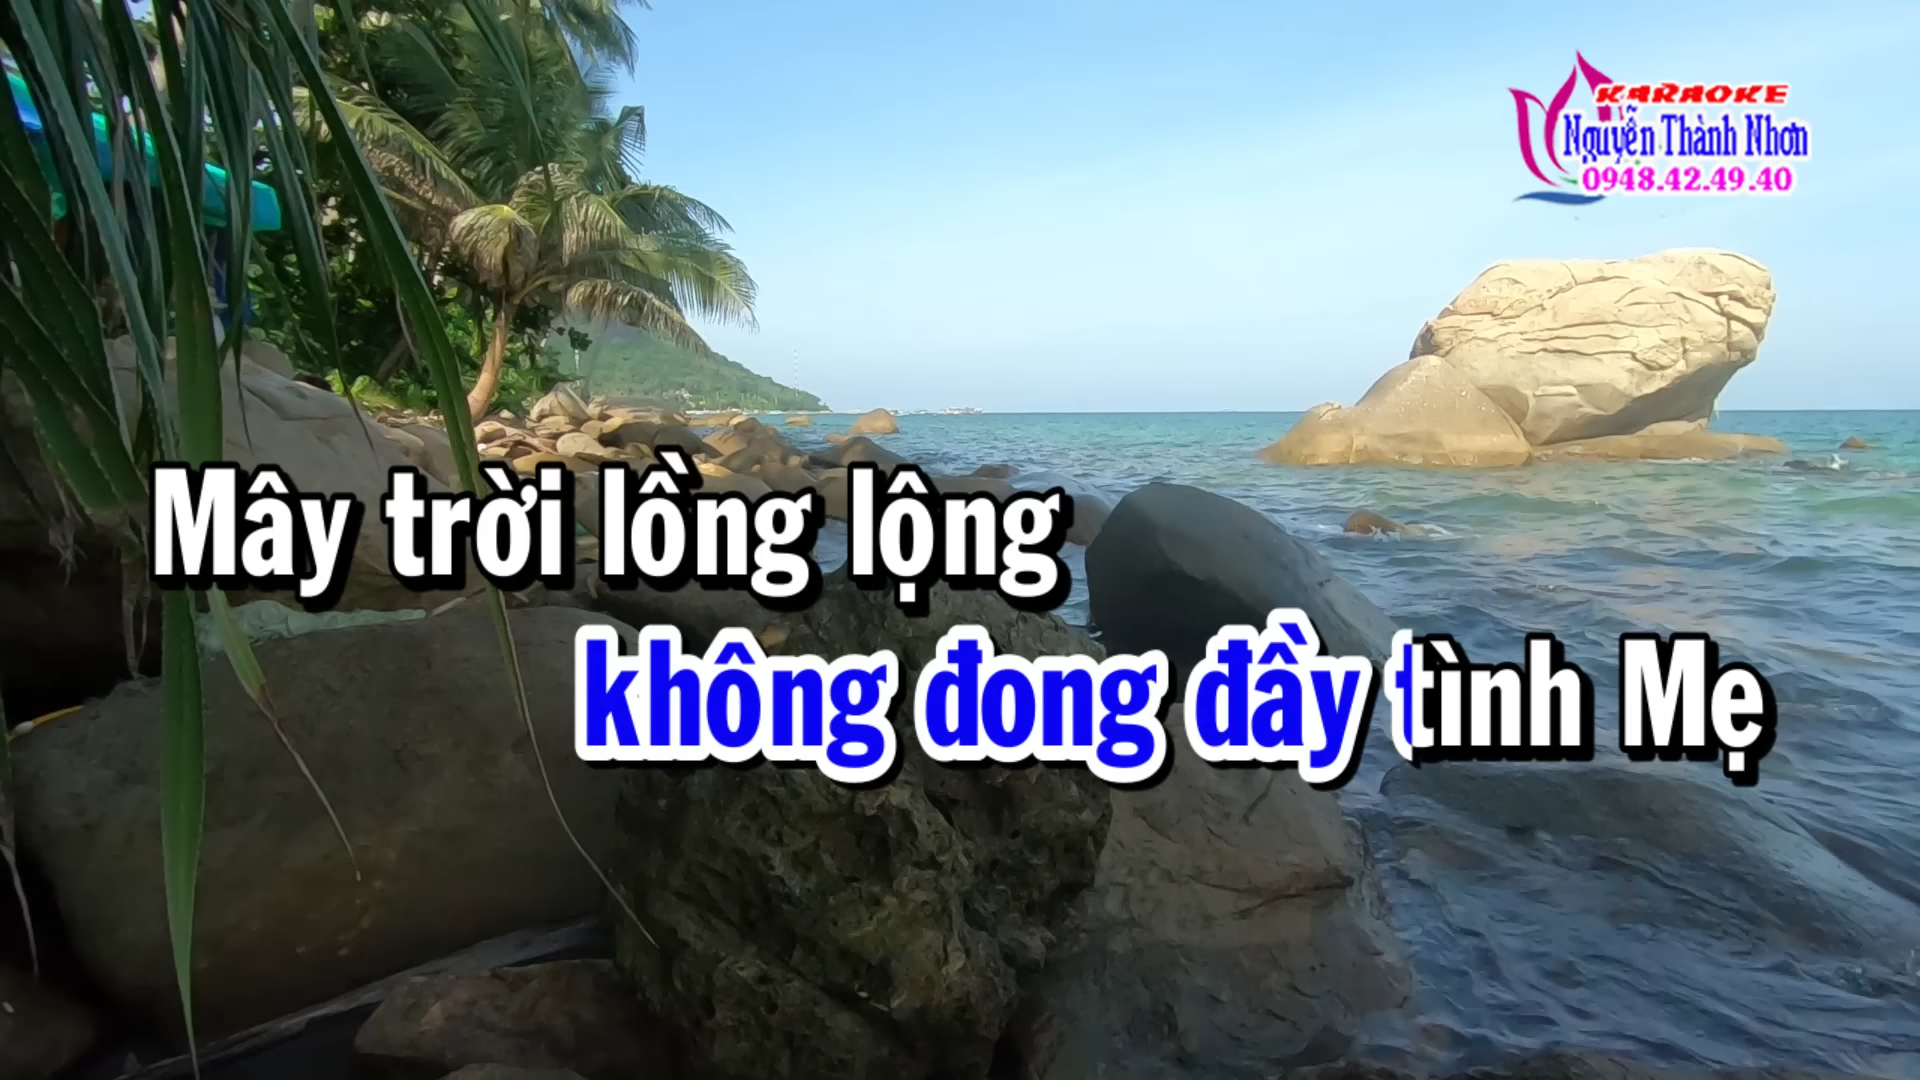 KARAOKE
Nguyễn Thành Nhơn
0948.42.49.40
Mây trời lồng lộng
không đong đầy tình Mẹ